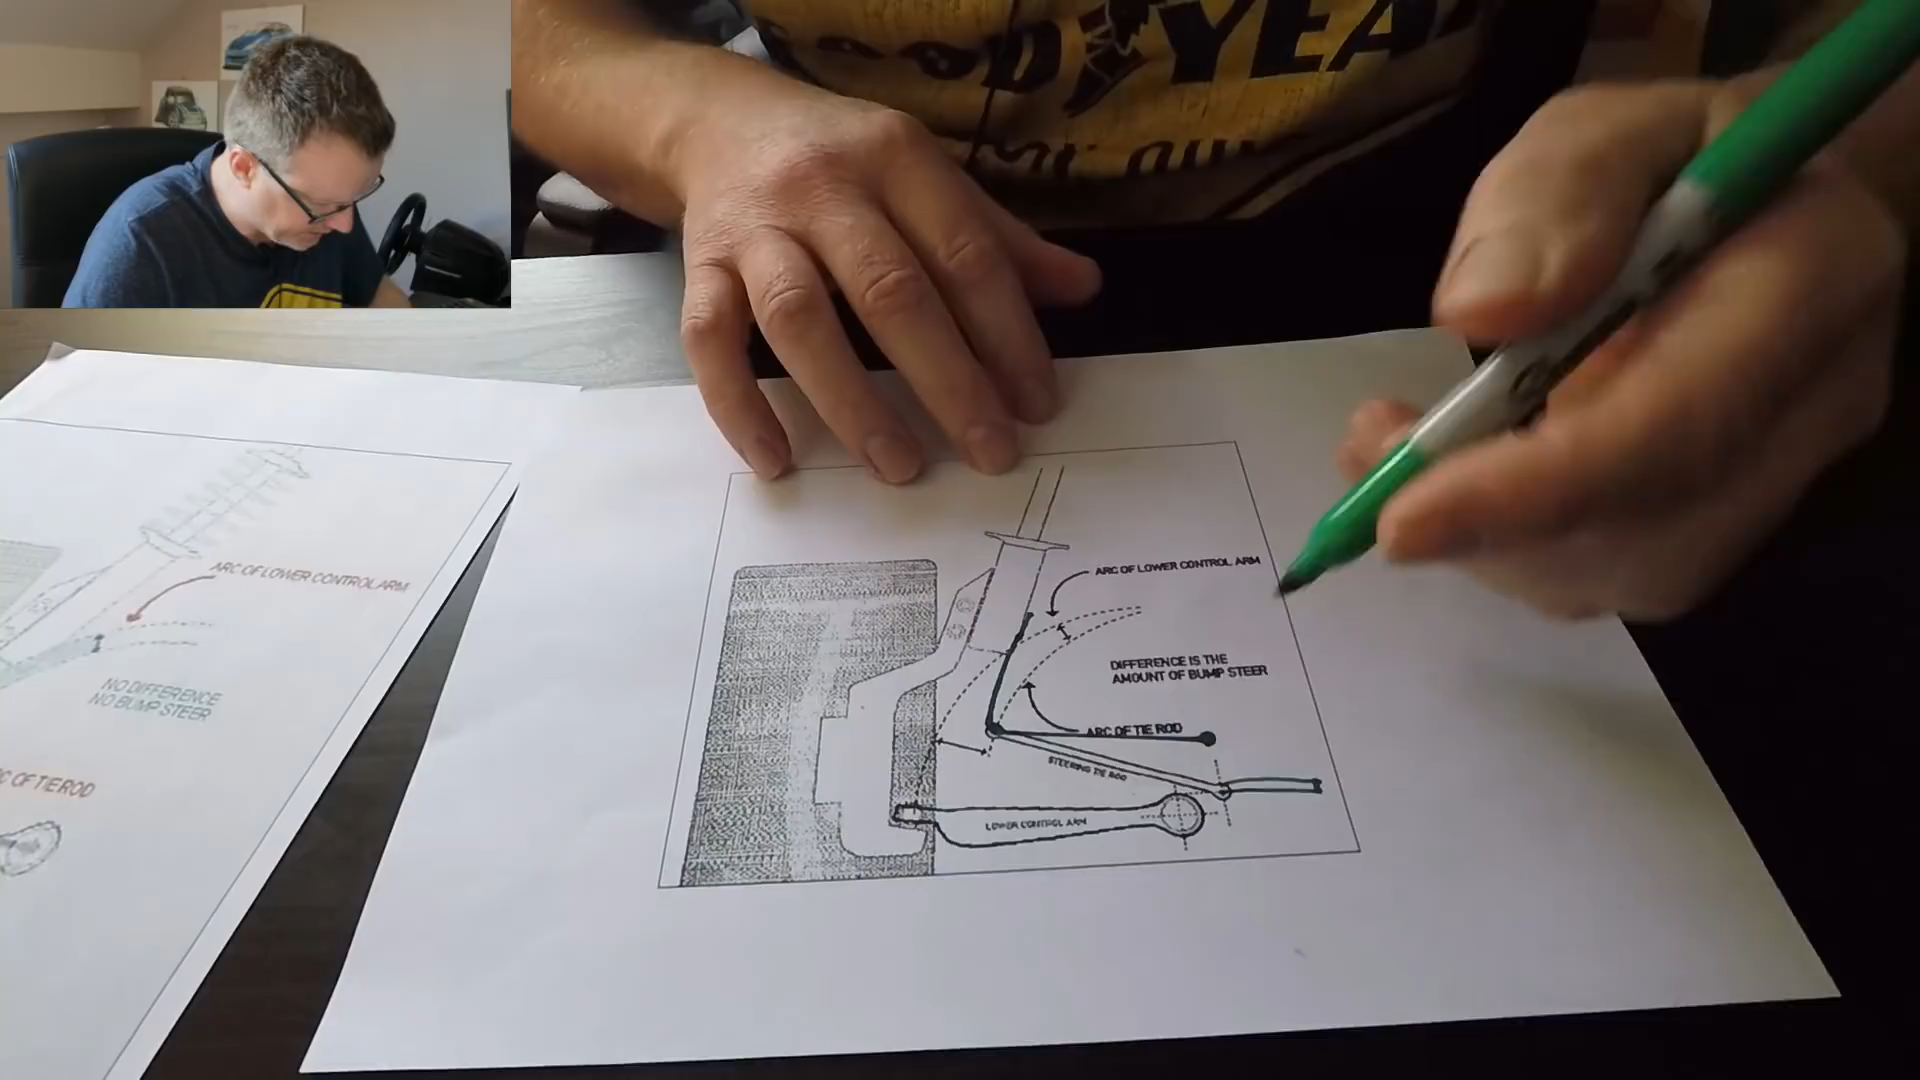 GOODYEAR
ARC OF LOWER CONTROL ARM
NO DIFFERENCE
NO BUMP STEER
C OF TIE ROD
ARC OF LOWER CONTROL ARM
DIFFERENCE IS THE
AMOUNT OF BUMP STEER
ARC OF TIE ROD
STEERING TIE ROD
LOWER CONTROL ARM